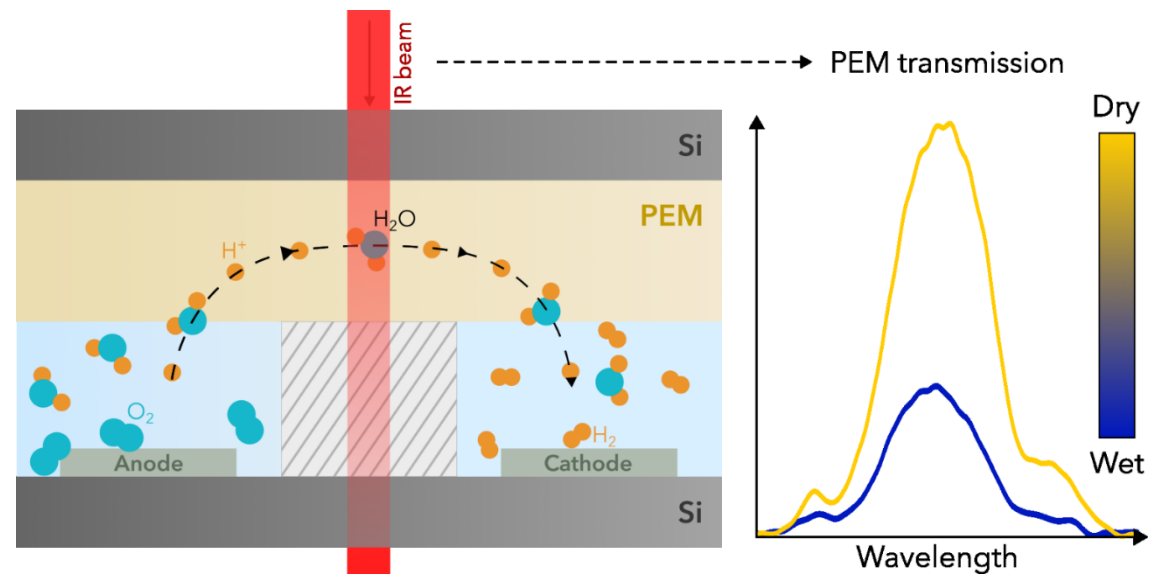 IR beam
PEM transmission
Si
PEM
H₂O
H⁺
O₂
H₂
Anode
Cathode
Si
Dry
Wet
Wavelength